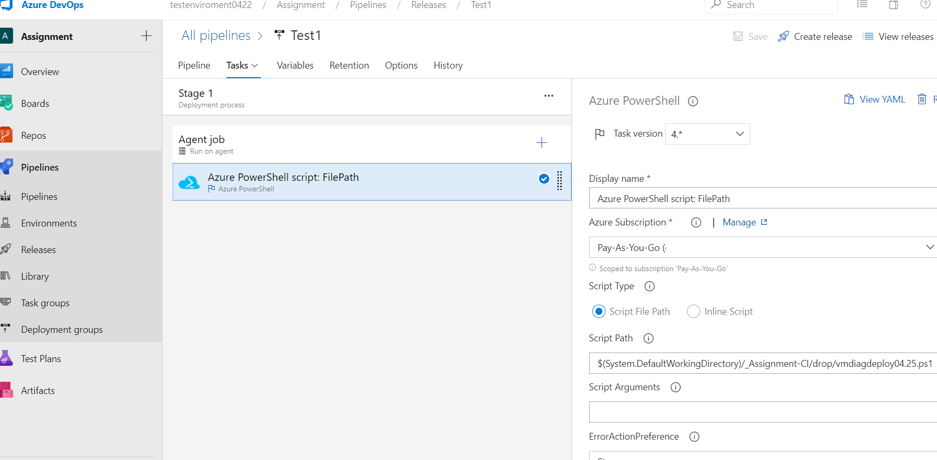 Azure DevOps
testenviroment0422 / Assignment / Pipelines / Releases / Test1
Search
A Assignment
All pipelines > Test1
Save Create release View releases
Pipeline Tasks Variables Retention Options History
Overview
Boards
Repos
Pipelines
Pipelines
Environments
Releases
Library
Task groups
Deployment groups
Test Plans
Artifacts
Stage 1
Deployment process
...
Agent job
Run on agent
Azure PowerShell script: FilePath
Azure PowerShell
Azure PowerShell
View YAML
R
Task version 4.*
Display name *
Azure PowerShell script: FilePath
Azure Subscription * | Manage
Pay-As-You-Go (
Scoped to subscription 'Pay-As-You-Go'
Script Type
Script File Path Inline Script
Script Path
$(System.DefaultWorkingDirectory)/_Assignment-CI/drop/vmdiagdeploy04.25.ps1
Script Arguments
ErrorActionPreference